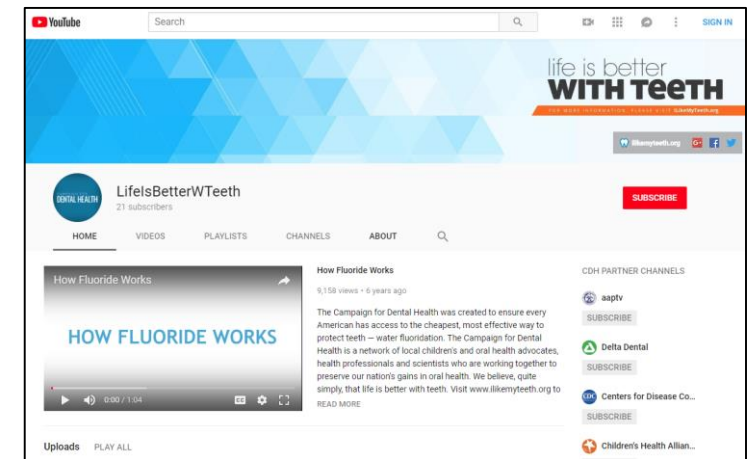 YouTube
Search
SIGN IN
life is better
WITH TeeTH
FOR MORE INFORMATION, PLEASE VISIT ILikeMyTeeth.org
ilikemyteeth.org
DENTAL HEALTH
LifeIsBetterWTeeth
21 subscribers
SUBSCRIBE
HOME VIDEOS PLAYLISTS CHANNELS ABOUT
How Fluoride Works
HOW FLUORIDE WORKS
0:00 / 1:04
How Fluoride Works
9,158 views • 6 years ago
The Campaign for Dental Health was created to ensure every
American has access to the cheapest, most effective way to
protect teeth — water fluoridation. The Campaign for Dental
Health is a network of local children's and oral health advocates,
health professionals and scientists who are working together to
preserve our nation's gains in oral health. We believe, quite
simply, that life is better with teeth. Visit www.ilikemyteeth.org to
READ MORE
CDH PARTNER CHANNELS
aaptv
SUBSCRIBE
Delta Dental
SUBSCRIBE
CDC
Centers for Disease Co...
SUBSCRIBE
Children's Health Allian...
Uploads PLAY ALL